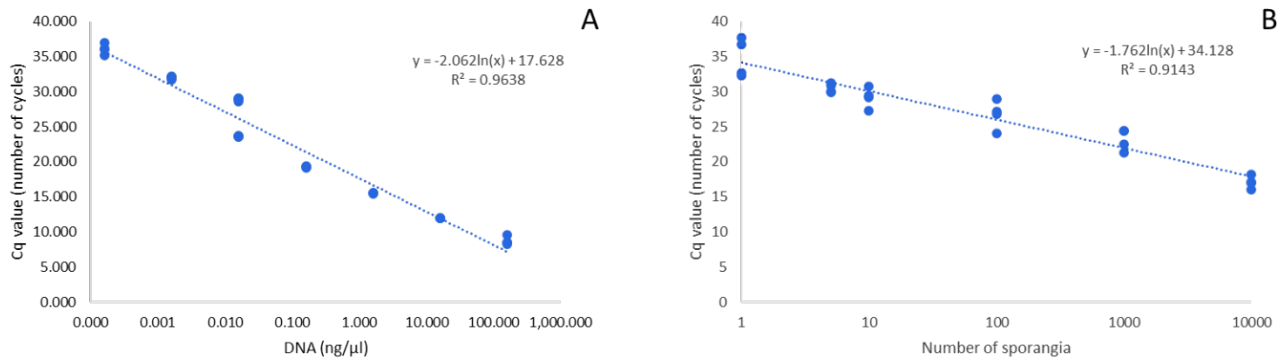 A
40.000
35.000
30.000
25.000
20.000
15.000
10.000
5.000
0.000
Cq value (number of cycles)
y = -2.062ln(x) + 17.628
R² = 0.9638
0.000 0.001 0.010 0.100 1.000 10.000 100.000 1,000.000
DNA (ng/µl)
B
40
35
30
25
20
15
10
5
0
Cq value (number of cycles)
y = -1.762ln(x) + 34.128
R² = 0.9143
1 10 100 1000 10000
Number of sporangia